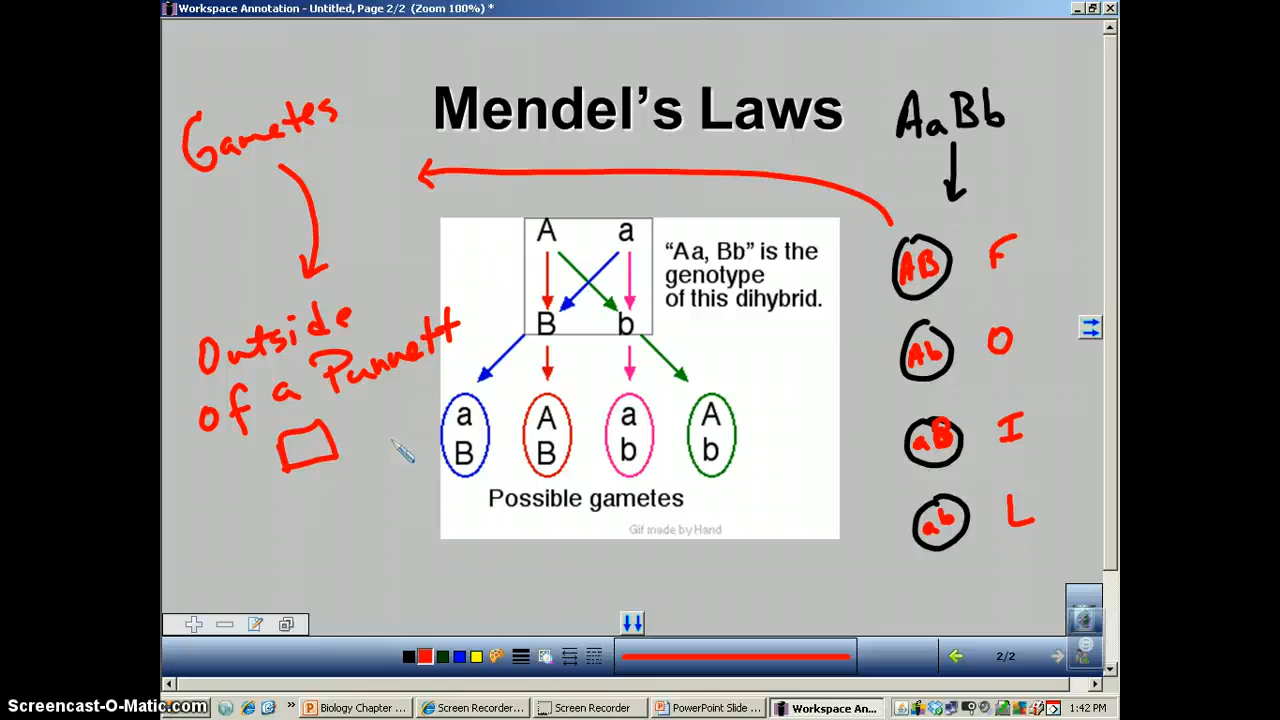 Workspace Annotation - Untitled, Page 2/2 (Zoom 100%) *
Mendel's Laws
AaBb
Gametes
Outside
of a Punnett
A a
B b
"Aa, Bb" is the
genotype
of this dihybrid.
a A a A
B B b b
Possible gametes
Gif made by Hand
AB F
Ab O
aB I
ab L
2/2
Screencast-O-Matic.com
Biology Chapter ...
Screen Recorder...
Screen Recorder
PowerPoint Slide ...
Workspace An...
1:42 PM